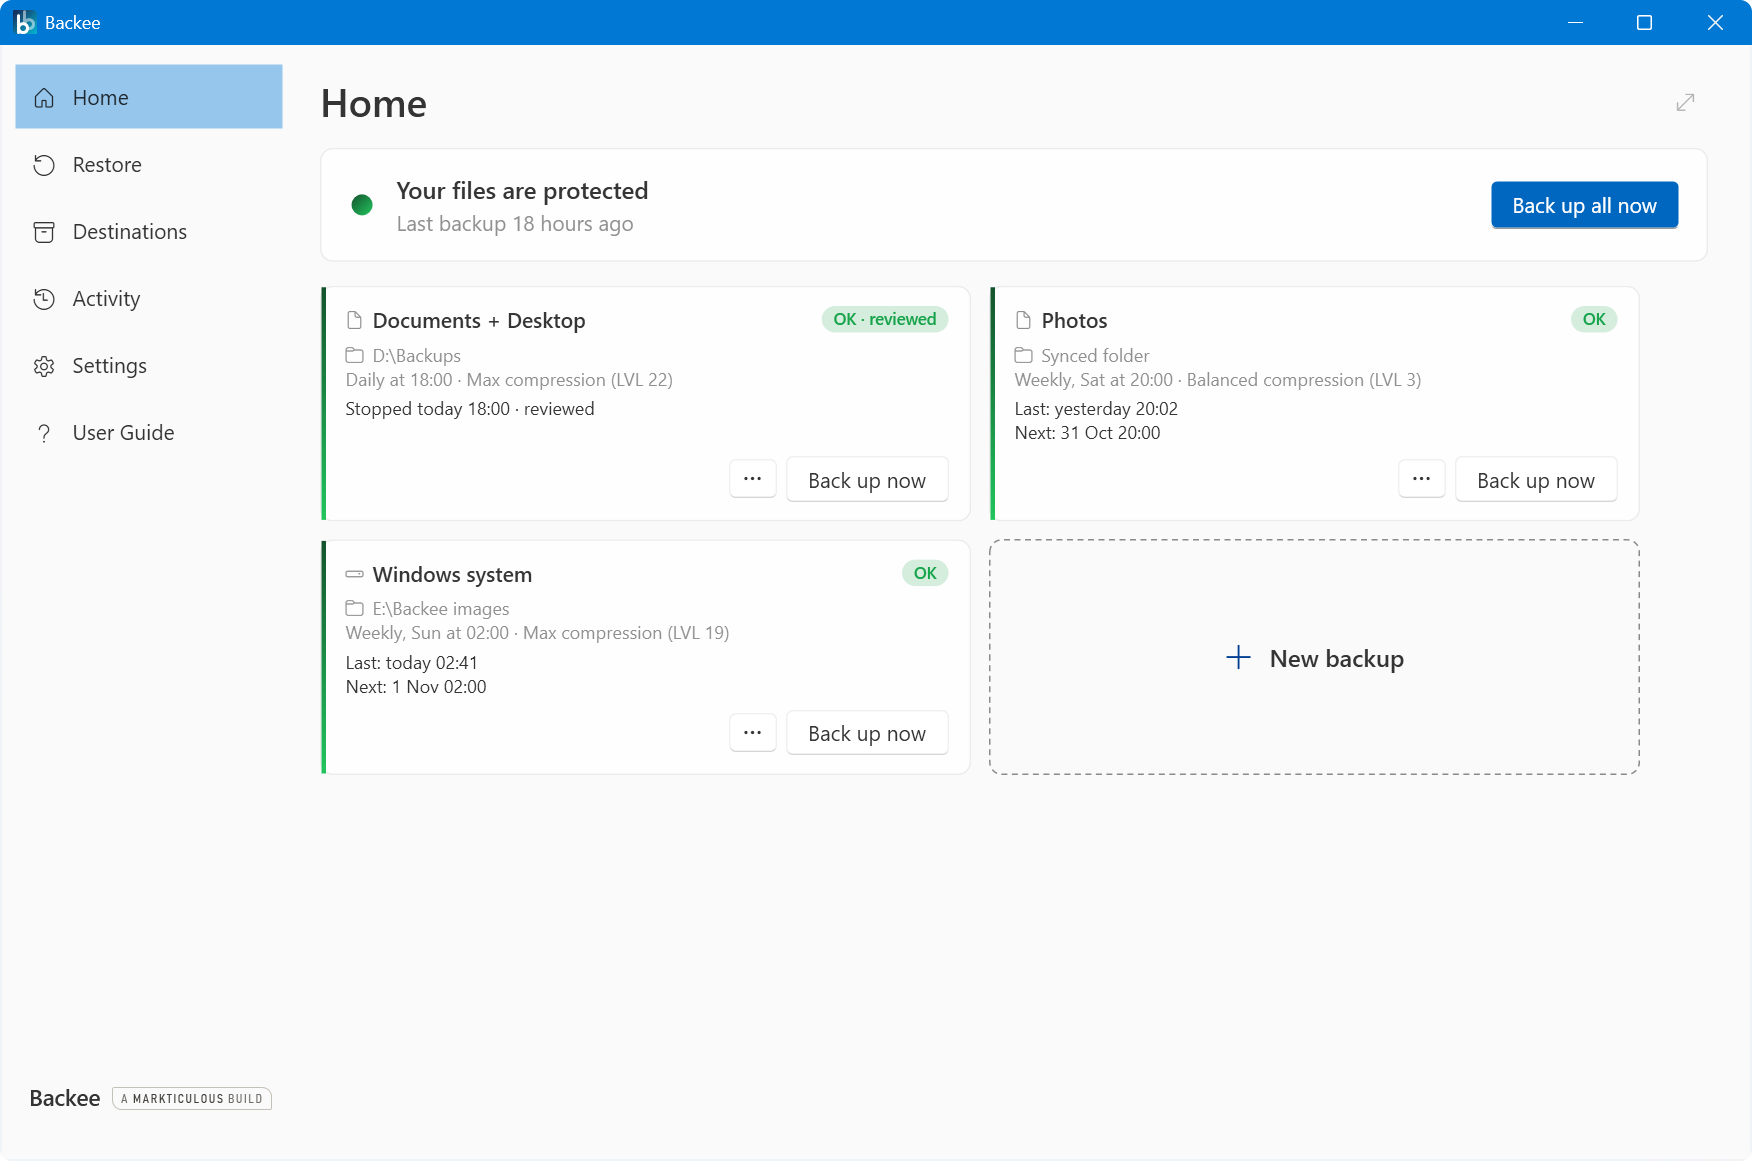 Backee
Home
Restore
Destinations
Activity
Settings
User Guide
Home
Your files are protected
Last backup 18 hours ago
Back up all now
Documents + Desktop
OK · reviewed
D:\Backups
Daily at 18:00 · Max compression (LVL 22)
Stopped today 18:00 · reviewed
Back up now
Photos
OK
Synced folder
Weekly, Sat at 20:00 · Balanced compression (LVL 3)
Last: yesterday 20:02
Next: 31 Oct 20:00
Back up now
Windows system
OK
E:\Backee images
Weekly, Sun at 02:00 · Max compression (LVL 19)
Last: today 02:41
Next: 1 Nov 02:00
Back up now
New backup
Backee
A MARKTICULOUS BUILD